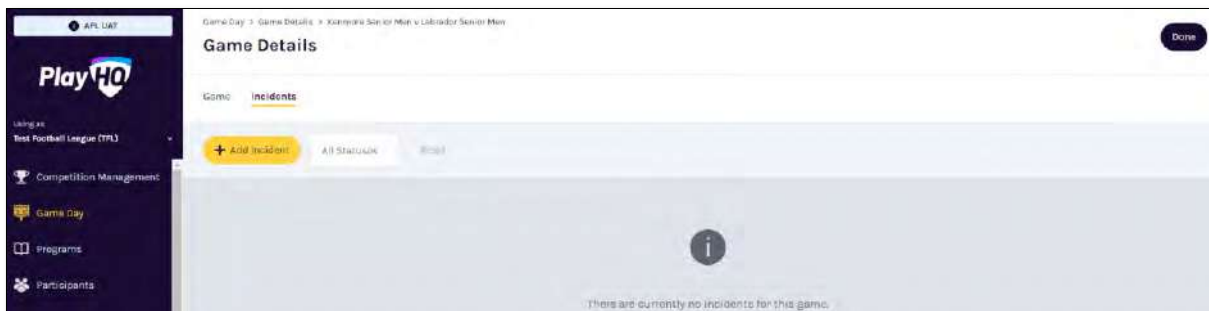 AFL UAT
PlayHQ
Using as
Test Football League (TFL)
Competition Management
Game Day
Programs
Participants
Game Day > Game Details > Kenmore Senior Men v Labrador Senior Men
Game Details
Done
Game Incidents
+ Add Incident All Statuses Reset
There are currently no incidents for this game.